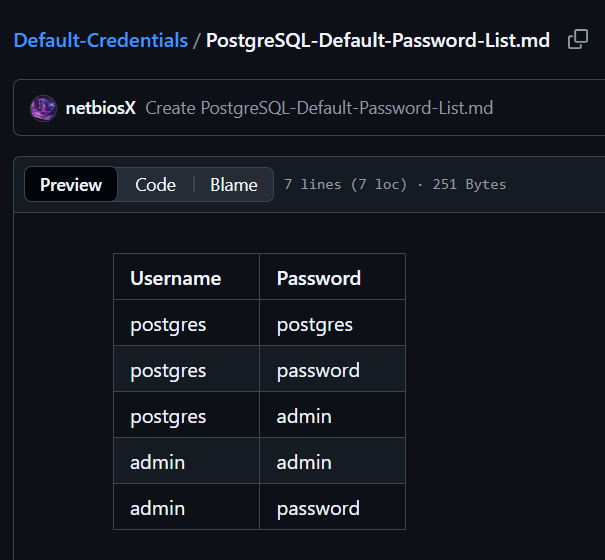 Default-Credentials / PostgreSQL-Default-Password-List.md
netbiosX Create PostgreSQL-Default-Password-List.md
Preview Code Blame 7 lines (7 loc) · 251 Bytes
Username Password
postgres postgres
postgres password
postgres admin
admin admin
admin password